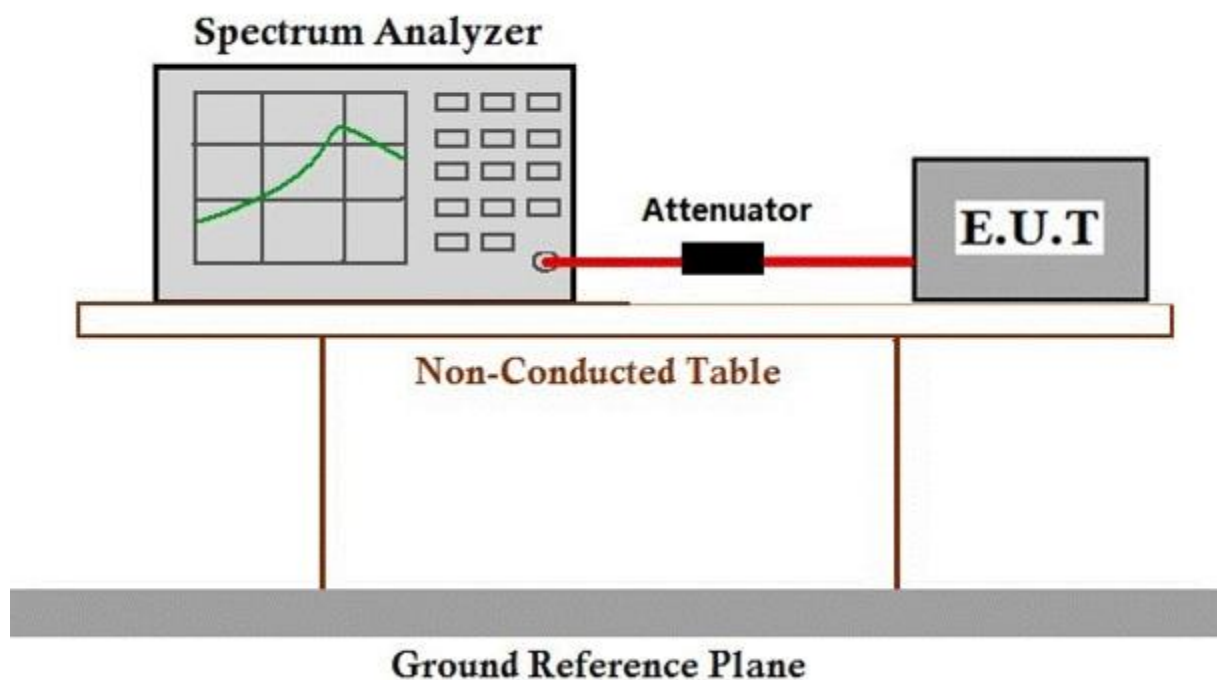 Spectrum Analyzer
Attenuator
E.U.T
Non-Conducted Table
Ground Reference Plane